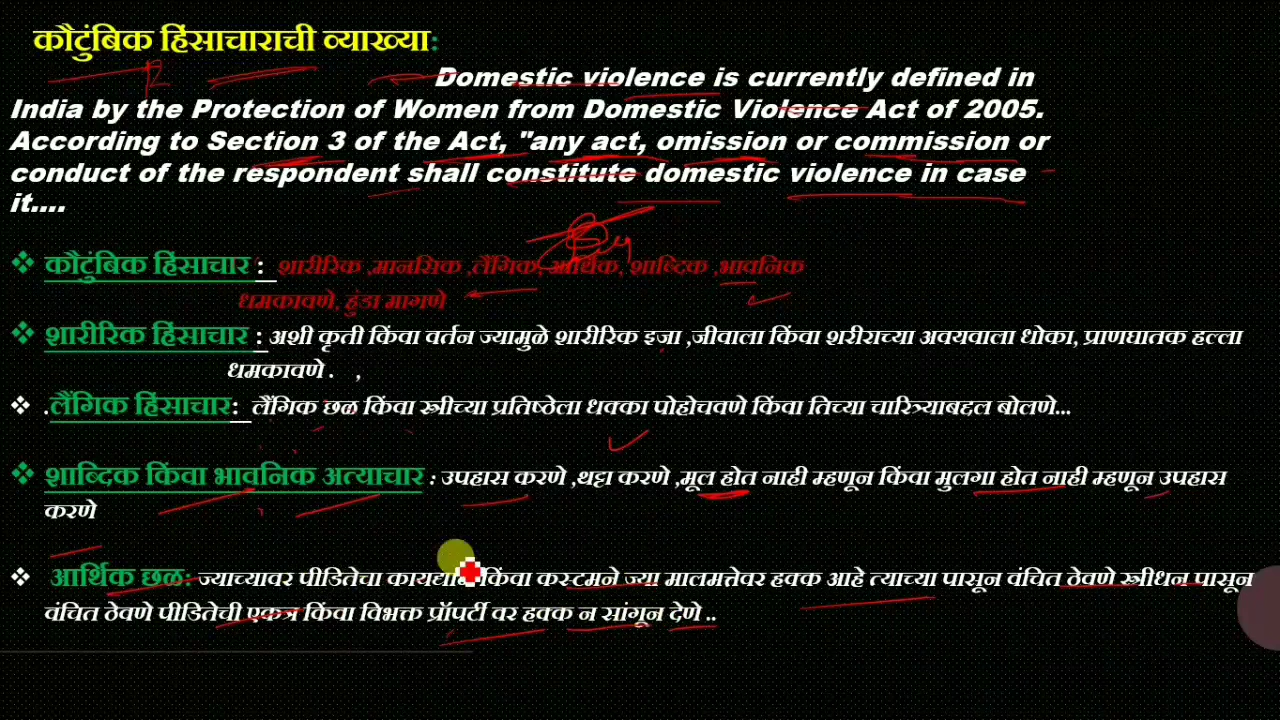 कौटुंबिक हिंसाचाराची व्याख्या:
Domestic violence is currently defined in
India by the Protection of Women from Domestic Violence Act of 2005.
According to Section 3 of the Act, "any act, omission or commission or
conduct of the respondent shall constitute domestic violence in case
it....
❖ कौटुंबिक हिंसाचार : शारीरिक ,मानसिक ,लैंगिक, आर्थिक, शाब्दिक ,भावनिक
धमकावणे, हुंडा मागणे
❖ शारीरिक हिंसाचार : अशी कृती किंवा वर्तन ज्यामुळे शारीरिक इजा ,जीवाला किंवा शरीराच्या अवयवाला धोका, प्राणघातक हल्ला
धमकावणे . ,
❖ .लैंगिक हिंसाचार: लैंगिक छळ किंवा स्त्रीच्या प्रतिष्ठेला धक्का पोहोचवणे किंवा तिच्या चारित्र्याबद्दल बोलणे...
❖ शाब्दिक किंवा भावनिक अत्याचार : उपहास करणे ,थट्टा करणे ,मूल होत नाही म्हणून किंवा मुलगा होत नाही म्हणून उपहास
करणे
❖ आर्थिक छळ: ज्याच्यावर पीडितेचा किंवा कस्टमने ज्या मालमत्तेवर हक्क आहे त्याच्या पासून वंचित ठेवणे स्त्रीधन पासून
वंचित ठेवणे पीडितेची एकत्र किंवा विभक्त प्रॉपर्टी वर हक्क न सांगून देणे ..